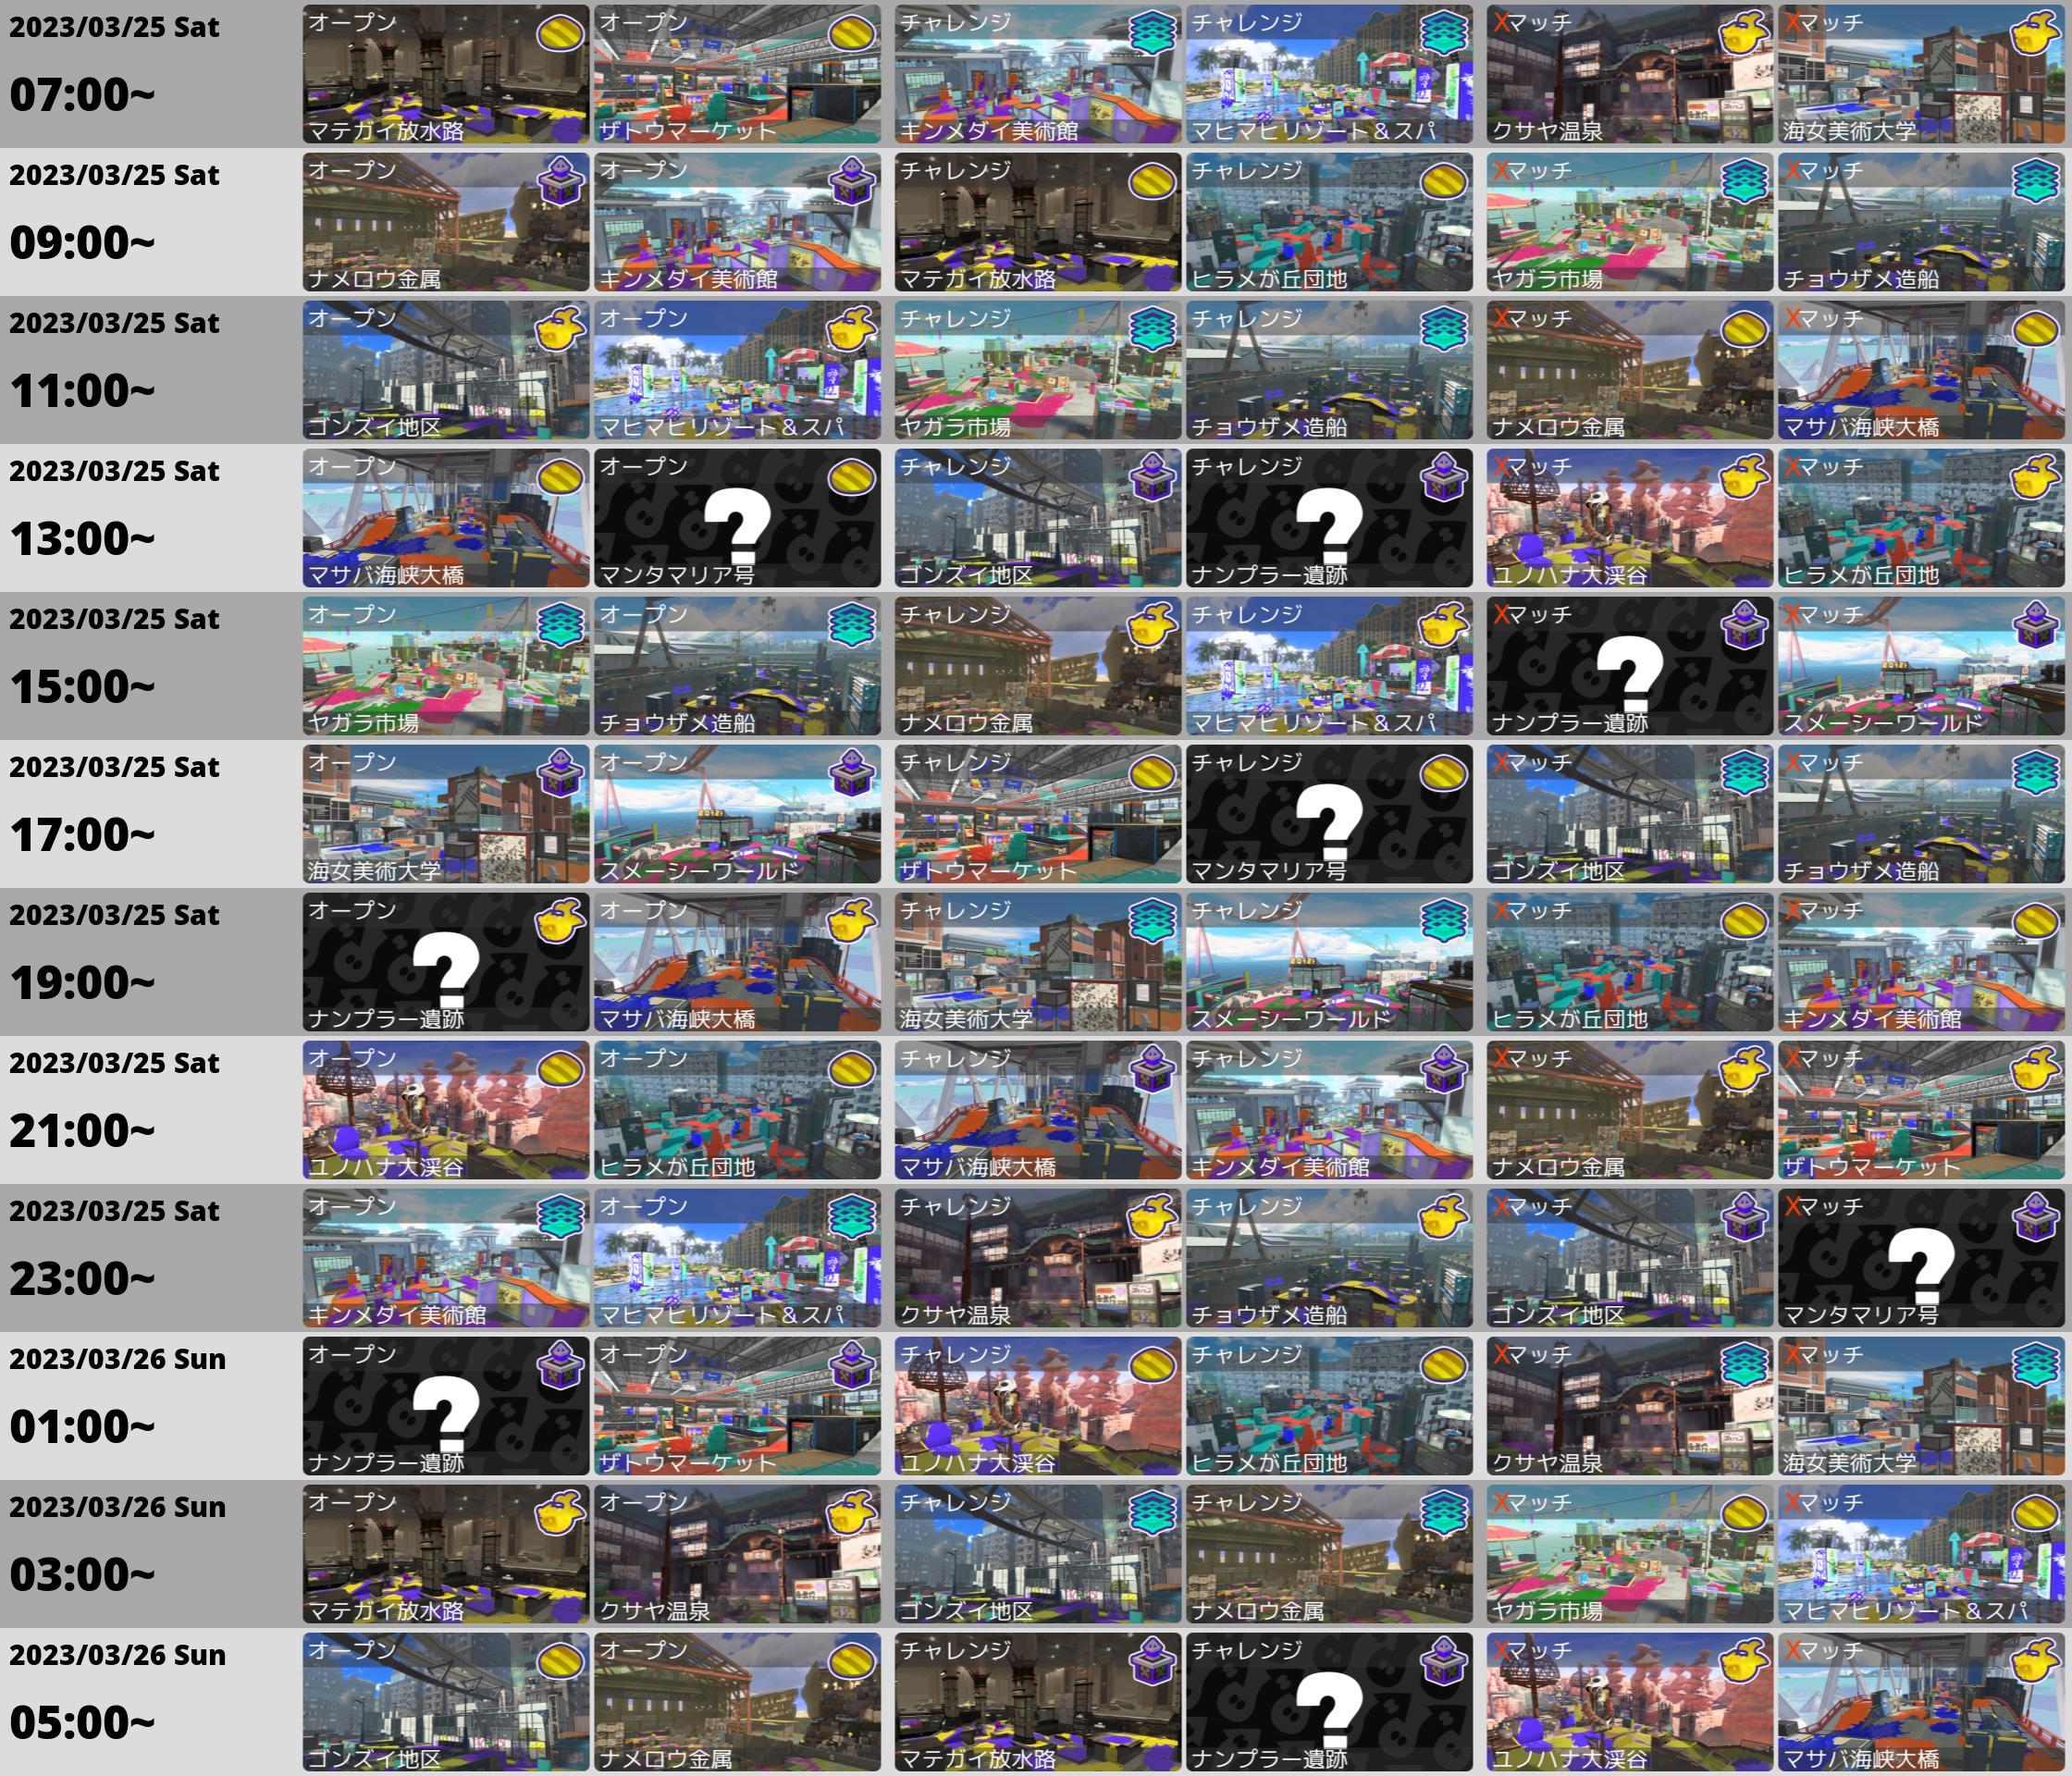 2023/03/25 Sat
07:00~
オープン オープン チャレンジ チャレンジ Xマッチ Xマッチ
マテガイ放水路 ザトウマーケット キンメダイ美術館 マヒマヒリゾート＆スパ クサヤ温泉 海女美術大学
2023/03/25 Sat
09:00~
オープン オープン チャレンジ チャレンジ Xマッチ Xマッチ
ナメロウ金属 キンメダイ美術館 マテガイ放水路 ヒラメが丘団地 ヤガラ市場 チョウザメ造船
2023/03/25 Sat
11:00~
オープン オープン チャレンジ チャレンジ Xマッチ Xマッチ
ゴンズイ地区 マヒマヒリゾート＆スパ ヤガラ市場 チョウザメ造船 ナメロウ金属 マサバ海峡大橋
2023/03/25 Sat
13:00~
オープン オープン チャレンジ チャレンジ Xマッチ Xマッチ
? ?
マサバ海峡大橋 マンタマリア号 ゴンズイ地区 ナンプラー遺跡 ユノハナ大渓谷 ヒラメが丘団地
2023/03/25 Sat
15:00~
オープン オープン チャレンジ チャレンジ Xマッチ Xマッチ
?
ヤガラ市場 チョウザメ造船 ナメロウ金属 マヒマヒリゾート＆スパ ナンプラー遺跡 スメーシーワールド
2023/03/25 Sat
17:00~
オープン オープン チャレンジ チャレンジ Xマッチ Xマッチ
?
海女美術大学 スメーシーワールド ザトウマーケット マンタマリア号 ゴンズイ地区 チョウザメ造船
2023/03/25 Sat
19:00~
オープン オープン チャレンジ チャレンジ Xマッチ Xマッチ
?
ナンプラー遺跡 マサバ海峡大橋 海女美術大学 スメーシーワールド ヒラメが丘団地 キンメダイ美術館
2023/03/25 Sat
21:00~
オープン オープン チャレンジ チャレンジ Xマッチ Xマッチ
ユノハナ大渓谷 ヒラメが丘団地 マサバ海峡大橋 キンメダイ美術館 ナメロウ金属 ザトウマーケット
2023/03/25 Sat
23:00~
オープン オープン チャレンジ チャレンジ Xマッチ Xマッチ
?
キンメダイ美術館 マヒマヒリゾート＆スパ クサヤ温泉 チョウザメ造船 ゴンズイ地区 マンタマリア号
2023/03/26 Sun
01:00~
オープン オープン チャレンジ チャレンジ Xマッチ Xマッチ
?
ナンプラー遺跡 ザトウマーケット ユノハナ大渓谷 ヒラメが丘団地 クサヤ温泉 海女美術大学
2023/03/26 Sun
03:00~
オープン オープン チャレンジ チャレンジ Xマッチ Xマッチ
マテガイ放水路 クサヤ温泉 ゴンズイ地区 ナメロウ金属 ヤガラ市場 マヒマヒリゾート＆スパ
2023/03/26 Sun
05:00~
オープン オープン チャレンジ チャレンジ Xマッチ Xマッチ
?
ゴンズイ地区 ナメロウ金属 マテガイ放水路 ナンプラー遺跡 ユノハナ大渓谷 マサバ海峡大橋